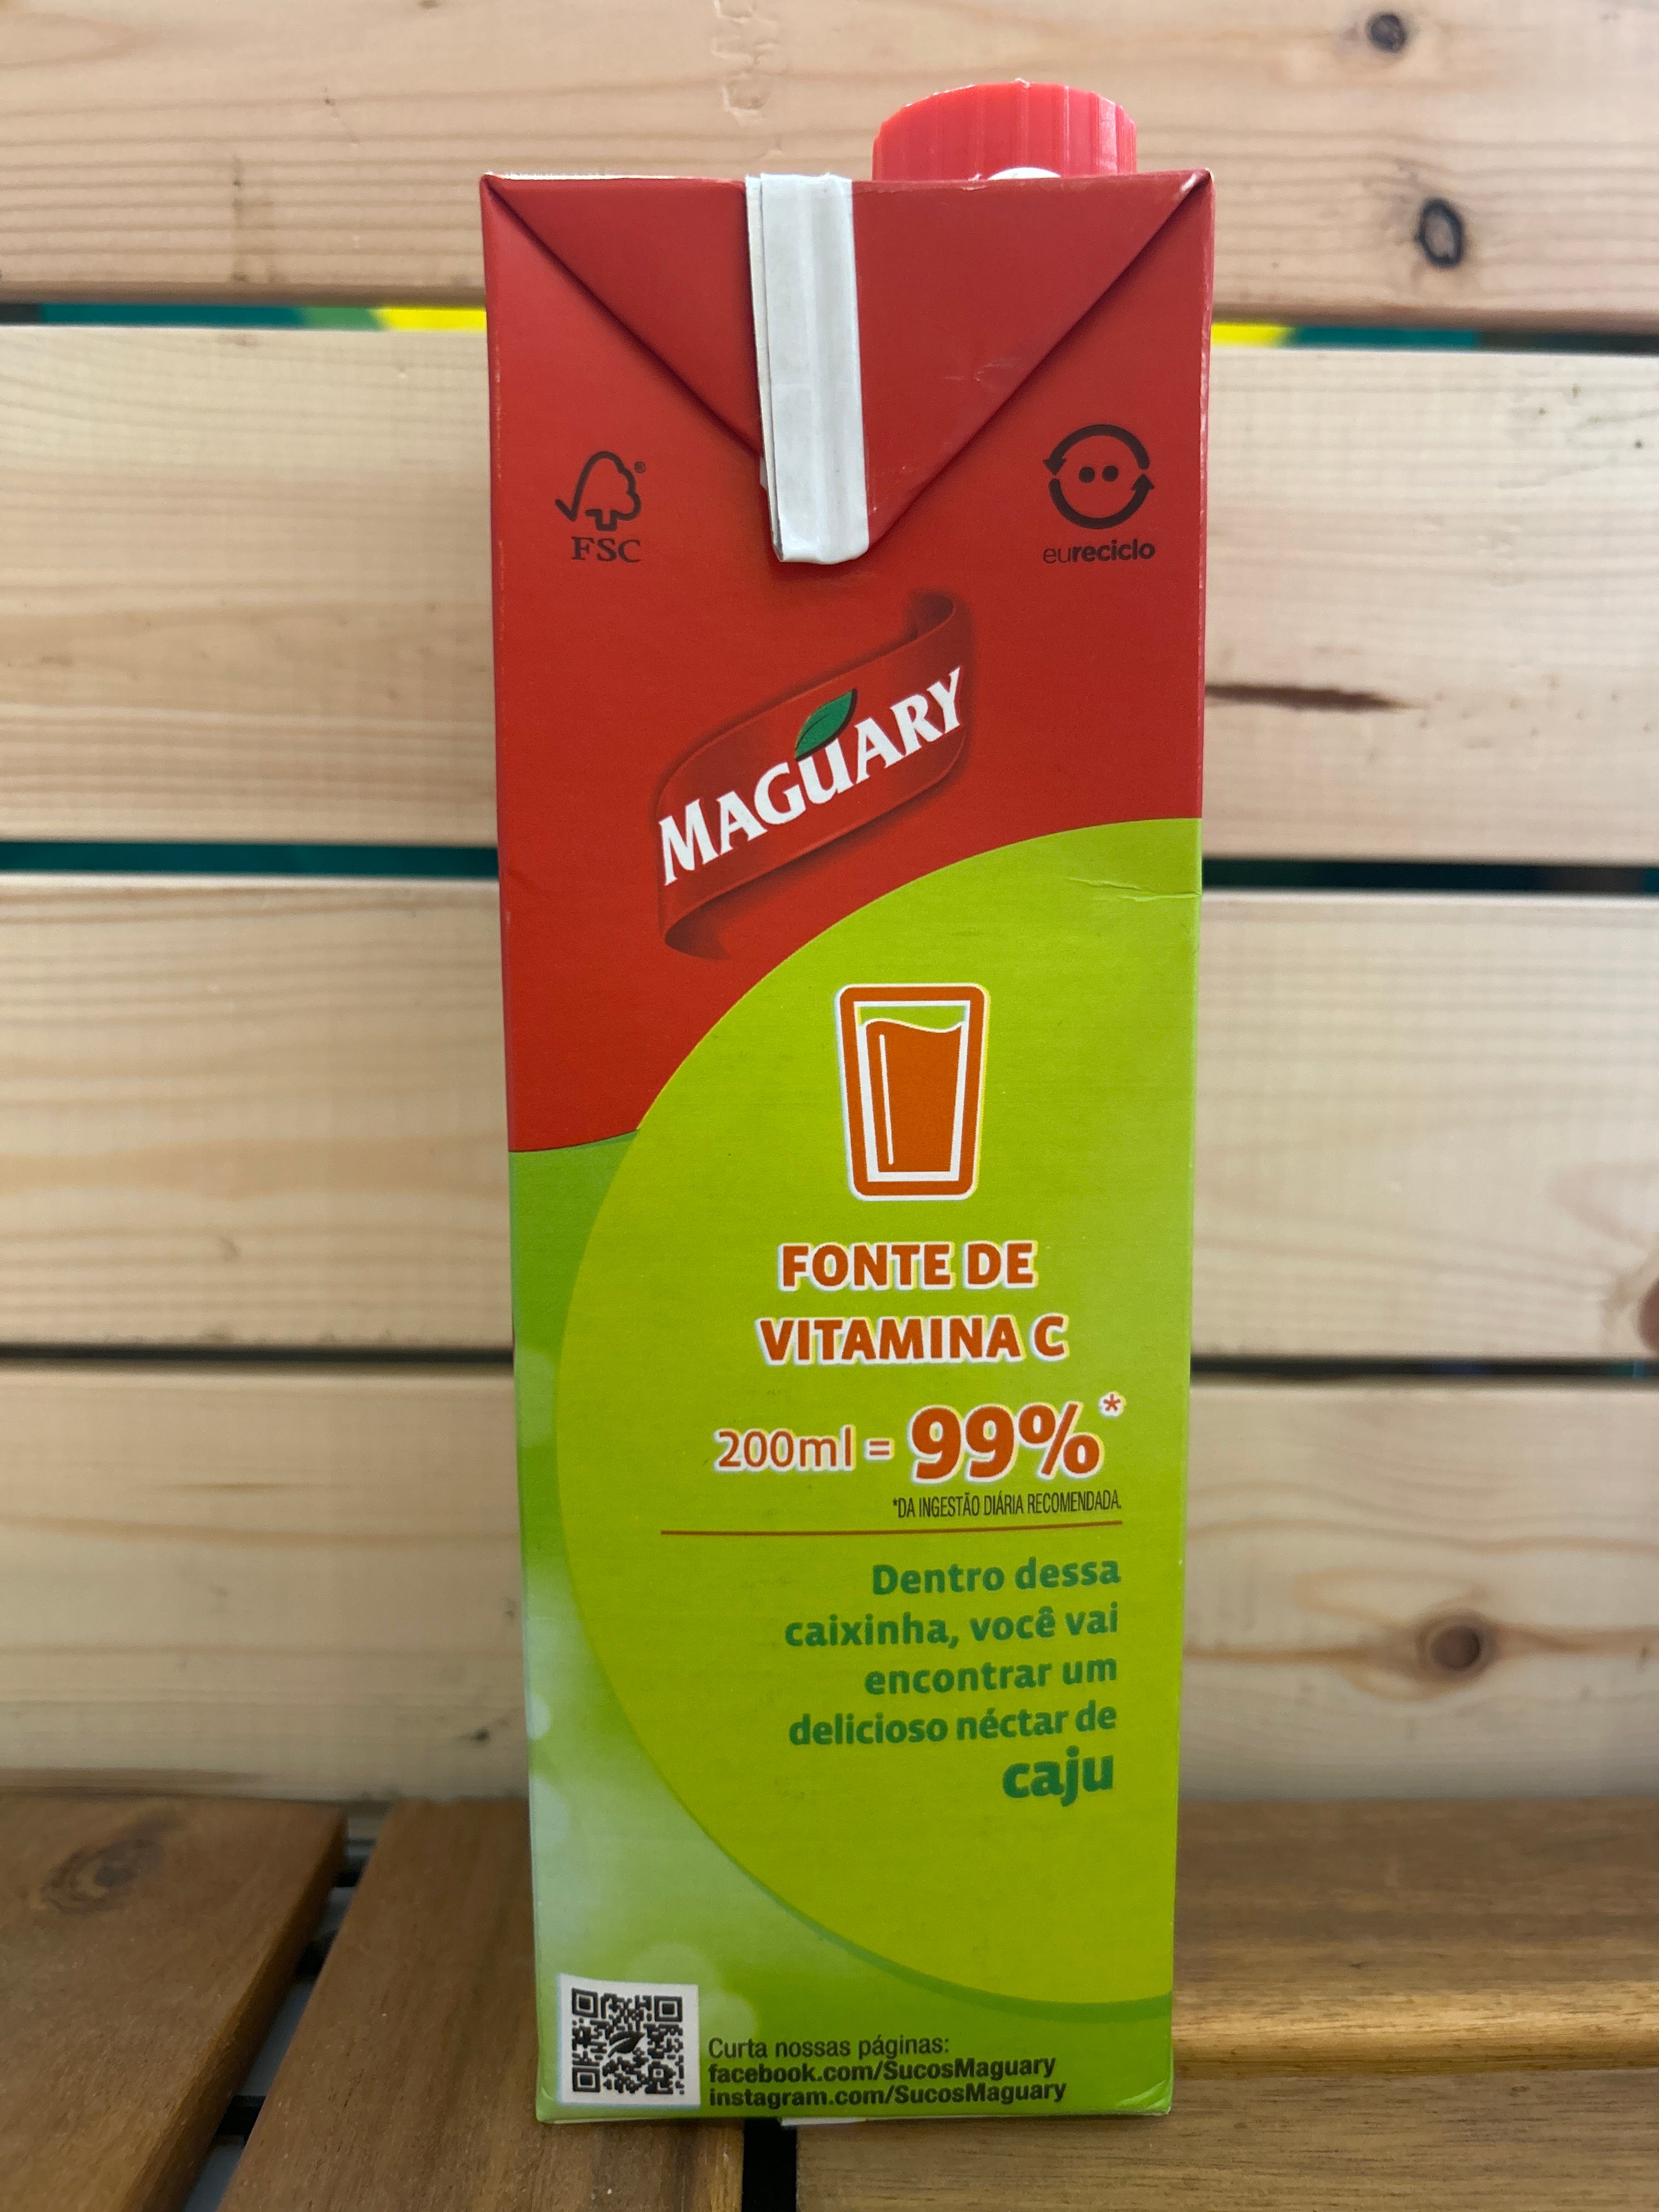 FSC®
eureciclo
MAGUARY
FONTE DE
VITAMINA C
200ml = 99%*
*DA INGESTÃO DIÁRIA RECOMENDADA.
Dentro dessa
caixinha, você vai
encontrar um
delicioso néctar de
caju
Curta nossas páginas:
facebook.com/SucosMaguary
instagram.com/SucosMaguary